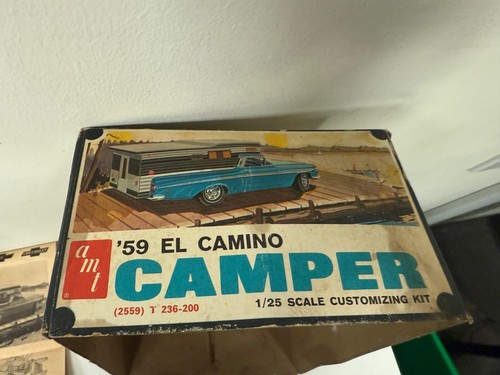 '59 EL CAMINO
amt
CAMPER
(2559) T 236-200
1/25 SCALE CUSTOMIZING KIT